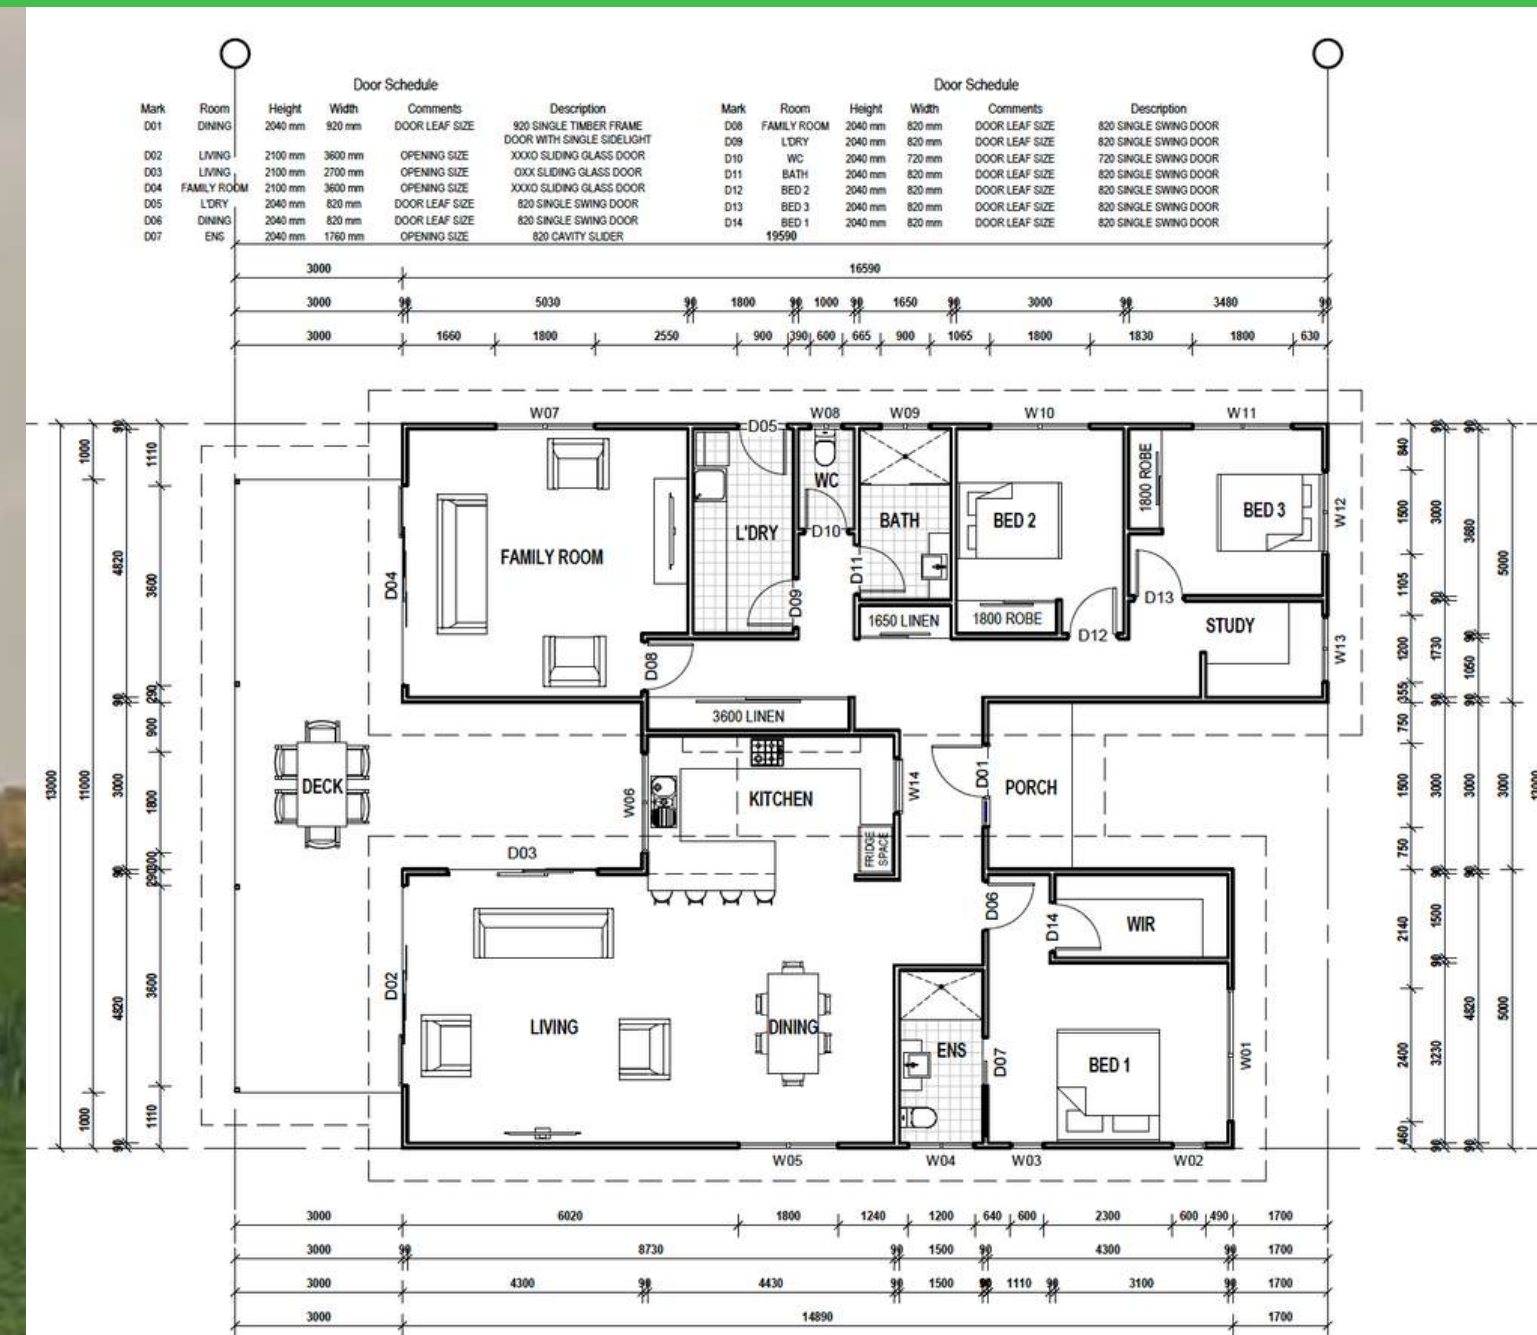 Door Schedule
Mark Room Height Width Comments Description
D01 DINING 2040 mm 920 mm DOOR LEAF SIZE 920 SINGLE TIMBER FRAME
DOOR WITH SINGLE SIDELIGHT
D02 LIVING 2100 mm 3600 mm OPENING SIZE XXXO SLIDING GLASS DOOR
D03 LIVING 2100 mm 2700 mm OPENING SIZE OXX SLIDING GLASS DOOR
D04 FAMILY ROOM 2100 mm 3600 mm OPENING SIZE XXXO SLIDING GLASS DOOR
D05 L'DRY 2040 mm 820 mm DOOR LEAF SIZE 820 SINGLE SWING DOOR
D06 DINING 2040 mm 820 mm DOOR LEAF SIZE 820 SINGLE SWING DOOR
D07 ENS 2040 mm 1760 mm OPENING SIZE 820 CAVITY SLIDER
Door Schedule
Mark Room Height Width Comments Description
D08 FAMILY ROOM 2040 mm 820 mm DOOR LEAF SIZE 820 SINGLE SWING DOOR
D09 L'DRY 2040 mm 820 mm DOOR LEAF SIZE 820 SINGLE SWING DOOR
D10 WC 2040 mm 720 mm DOOR LEAF SIZE 720 SINGLE SWING DOOR
D11 BATH 2040 mm 820 mm DOOR LEAF SIZE 820 SINGLE SWING DOOR
D12 BED 2 2040 mm 820 mm DOOR LEAF SIZE 820 SINGLE SWING DOOR
D13 BED 3 2040 mm 820 mm DOOR LEAF SIZE 820 SINGLE SWING DOOR
D14 BED 1 2040 mm 820 mm DOOR LEAF SIZE 820 SINGLE SWING DOOR
19590
3000 16590
3000 90 5030 90 1800 90 1000 90 1650 90 3000 90 3480 90
3000 1660 1800 2550 900 390 600 665 900 1065 1800 1830 1800 630
W07 D05 W08 W09 W10 W11
13000
1000 11000 1000
90 4820 90 3000 90 4820 90
1110 3600 290 900 1800 300 290 3600 1110
FAMILY ROOM
D04
L'DRY
WC
D10
D09
BATH
D11
BED 2
1800 ROBE
BED 3
W12
1800 ROBE
D13
D12
STUDY
W13
1650 LINEN
D08
3600 LINEN
DECK
W06
KITCHEN
W14
D01
PORCH
FRIDGE
SPACE
D03
D06
D14
WIR
D02
LIVING
DINING
ENS
D07
BED 1
W01
W05 W04 W03 W02
840 1500 1105 1200 355 750 1500 750 2140 2400 460
90 3000 90 1730 90 3000 90 1500 90 3230 90
90 3680 90 1050 90 3000 90 4820 90
5000 3000 5000
3000 6020 1800 1240 1200 640 600 2300 600 490 1700
3000 90 8730 90 1500 90 4300 90 1700
3000 4300 90 4430 90 1500 90 1110 90 3100 90 1700
3000 14890 1700